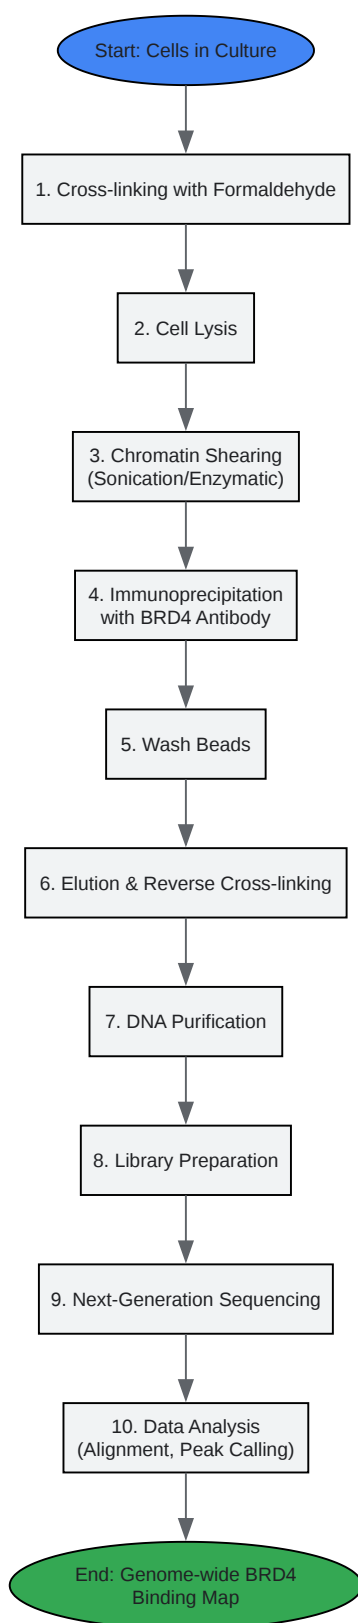 Start: Cells in Culture
1. Cross-linking with Formaldehyde
2. Cell Lysis
3. Chromatin Shearing
(Sonication/Enzymatic)
4. Immunoprecipitation
with BRD4 Antibody
5. Wash Beads
6. Elution & Reverse Cross-linking
7. DNA Purification
8. Library Preparation
9. Next-Generation Sequencing
10. Data Analysis
(Alignment, Peak Calling)
End: Genome-wide BRD4
Binding Map